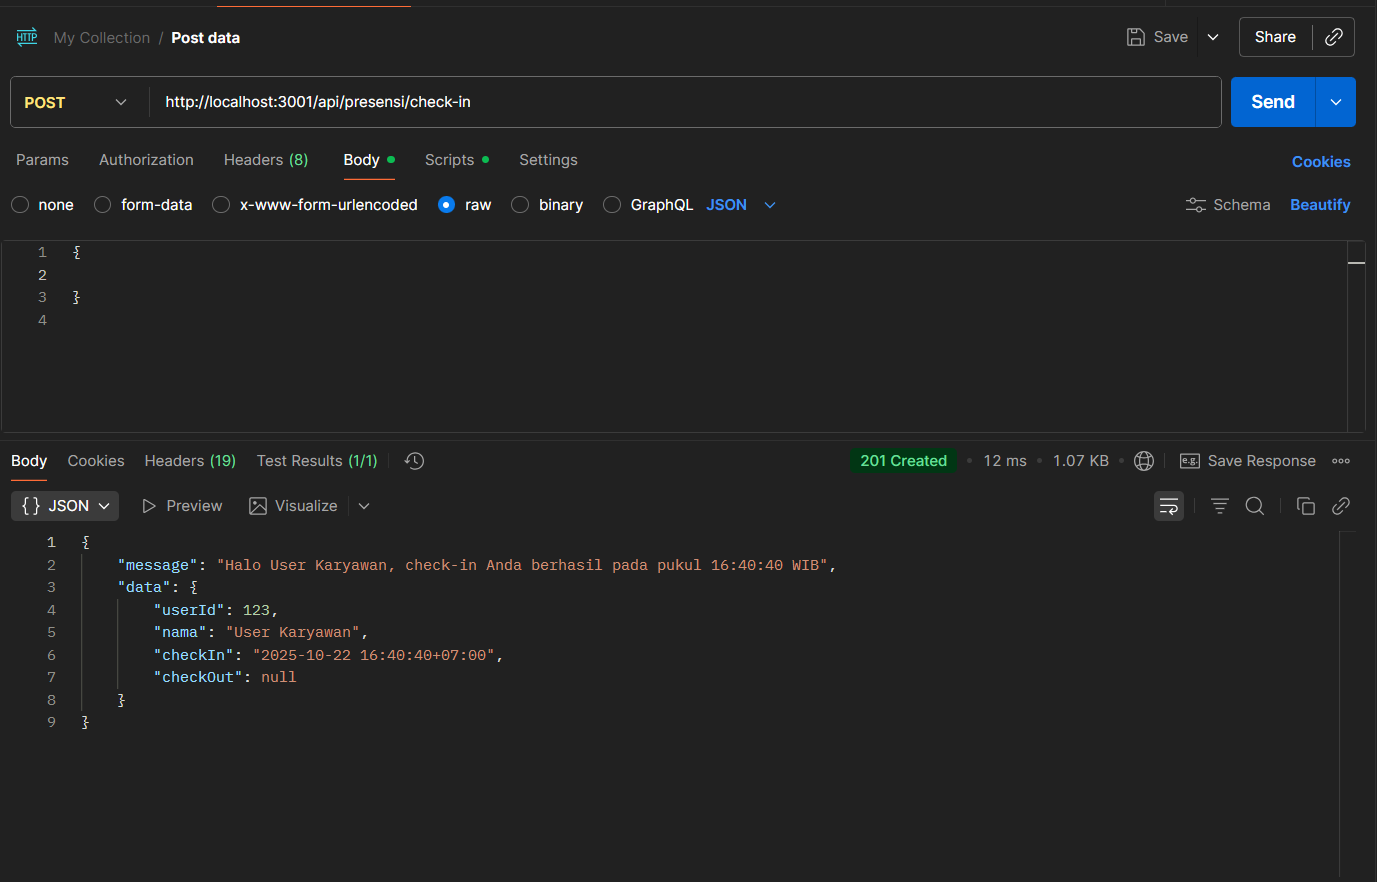 HTTP My Collection / Post data Save Share
POST http://localhost:3001/api/presensi/check-in Send
Params Authorization Headers (8) Body Scripts Settings Cookies
none form-data x-www-form-urlencoded raw binary GraphQL JSON Schema Beautify
1 {
2
3 }
4
Body Cookies Headers (19) Test Results (1/1) 201 Created • 12 ms • 1.07 KB • e.g. Save Response
{} JSON Preview Visualize
1 {
2 "message": "Halo User Karyawan, check-in Anda berhasil pada pukul 16:40:40 WIB",
3 "data": {
4 "userId": 123,
5 "nama": "User Karyawan",
6 "checkIn": "2025-10-22 16:40:40+07:00",
7 "checkOut": null
8 }
9 }